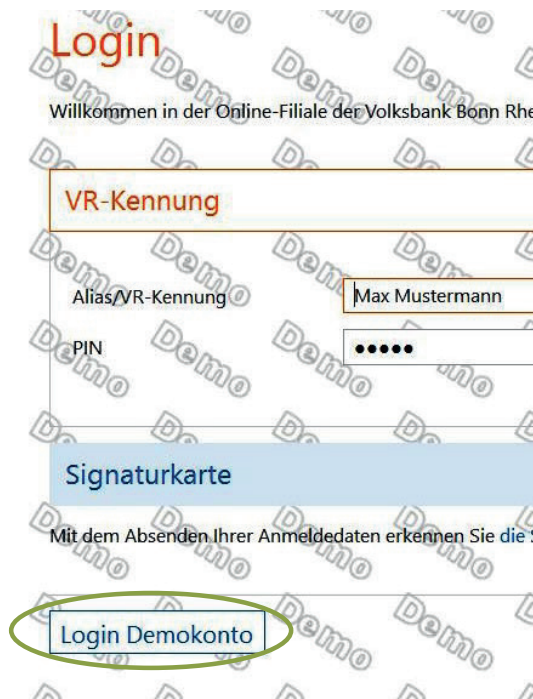 Login
Willkommen in der Online-Filiale der Volksbank Bonn
VR-Kennung
Alias/VR-Kennung
Max Mustermann
PIN
•••••
Signaturkarte
Mit dem Absenden Ihrer Anmeldedaten erkennen Sie die
Login Demokonto
Demo